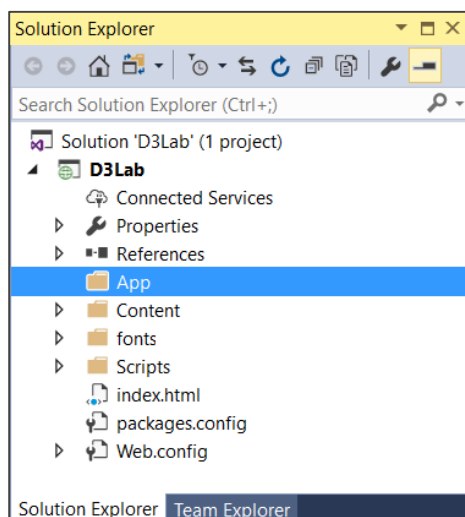 Solution Explorer
Search Solution Explorer (Ctrl+;)
Solution 'D3Lab' (1 project)
D3Lab
Connected Services
Properties
References
App
Content
fonts
Scripts
index.html
packages.config
Web.config
Solution Explorer Team Explorer